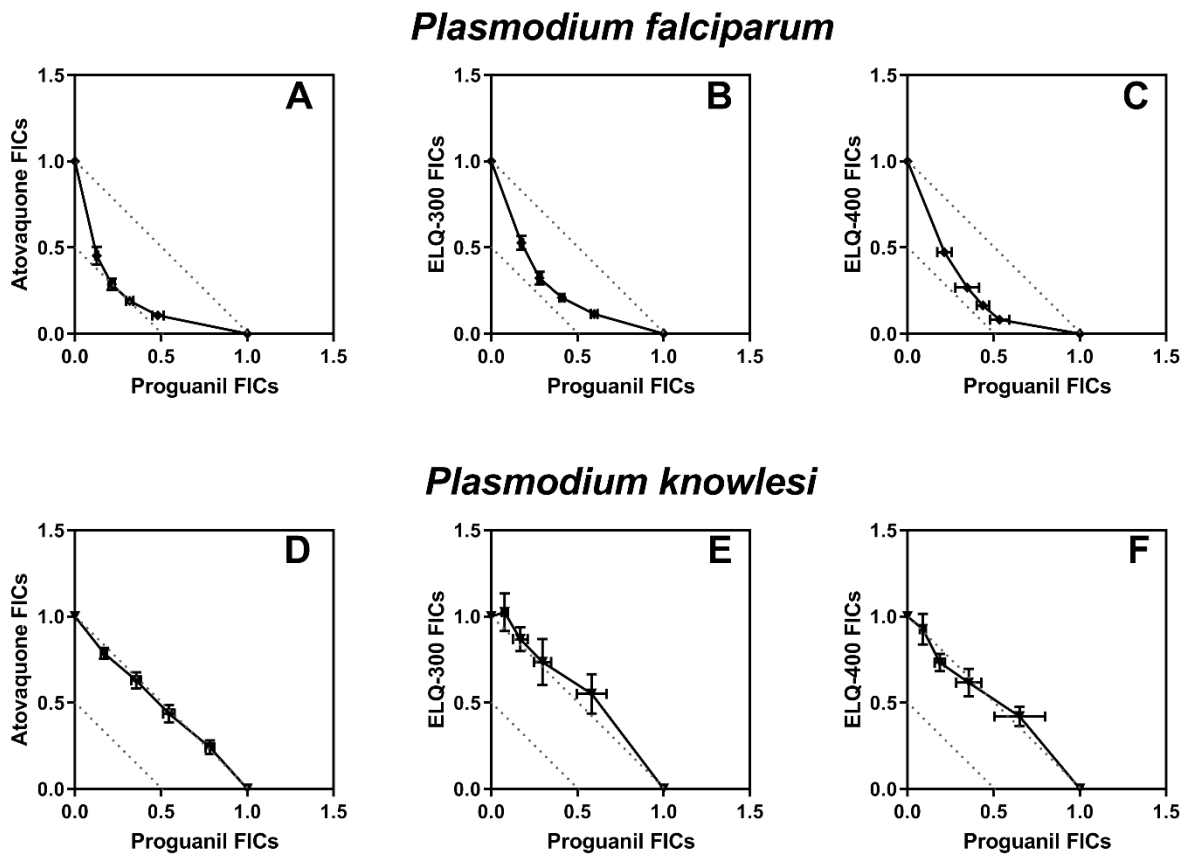 Plasmodium falciparum
A
B
C
1.5
1.0
0.5
0.0
Atovaquone FICs
0.0 0.5 1.0 1.5
Proguanil FICs
1.5
1.0
0.5
0.0
ELQ-300 FICs
0.0 0.5 1.0 1.5
Proguanil FICs
1.5
1.0
0.5
0.0
ELQ-400 FICs
0.0 0.5 1.0 1.5
Proguanil FICs
Plasmodium knowlesi
D
E
F
1.5
1.0
0.5
0.0
Atovaquone FICs
0.0 0.5 1.0 1.5
Proguanil FICs
1.5
1.0
0.5
0.0
ELQ-300 FICs
0.0 0.5 1.0 1.5
Proguanil FICs
1.5
1.0
0.5
0.0
ELQ-400 FICs
0.0 0.5 1.0 1.5
Proguanil FICs